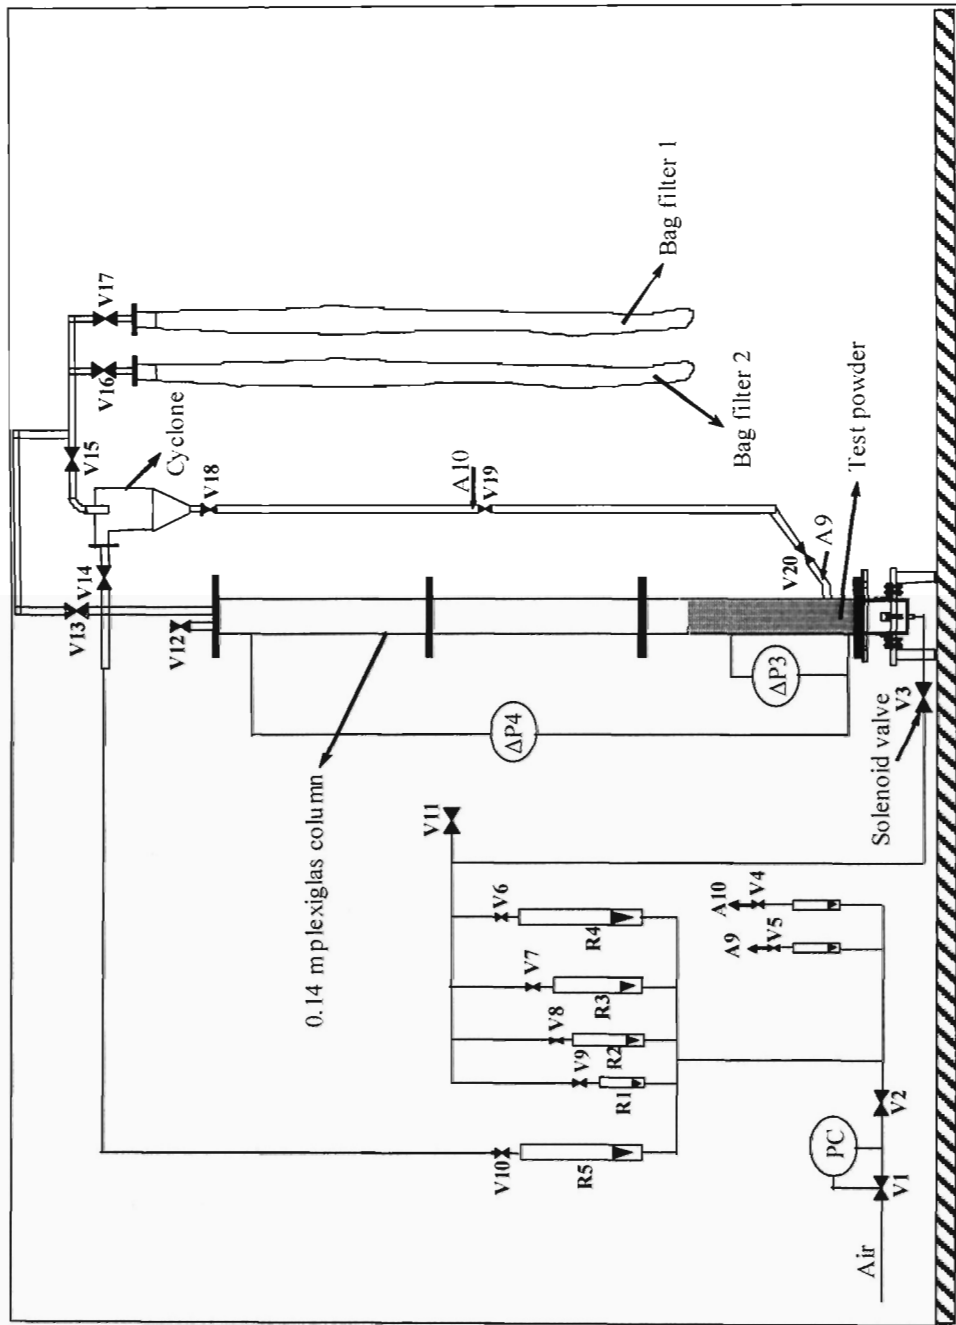 V17
V16
Bag filter 1
Bag filter 2
V15
Cyclone
V18
A10
V19
V14
V13
V12
V20
A9
Test powder
ΔP4
ΔP3
0.14 m plexiglas column
V3
Solenoid valve
V11
V6
R4
V7
R3
V8
R2
V9
R1
V10
R5
A10
V4
A9
V5
V2
PC
V1
Air